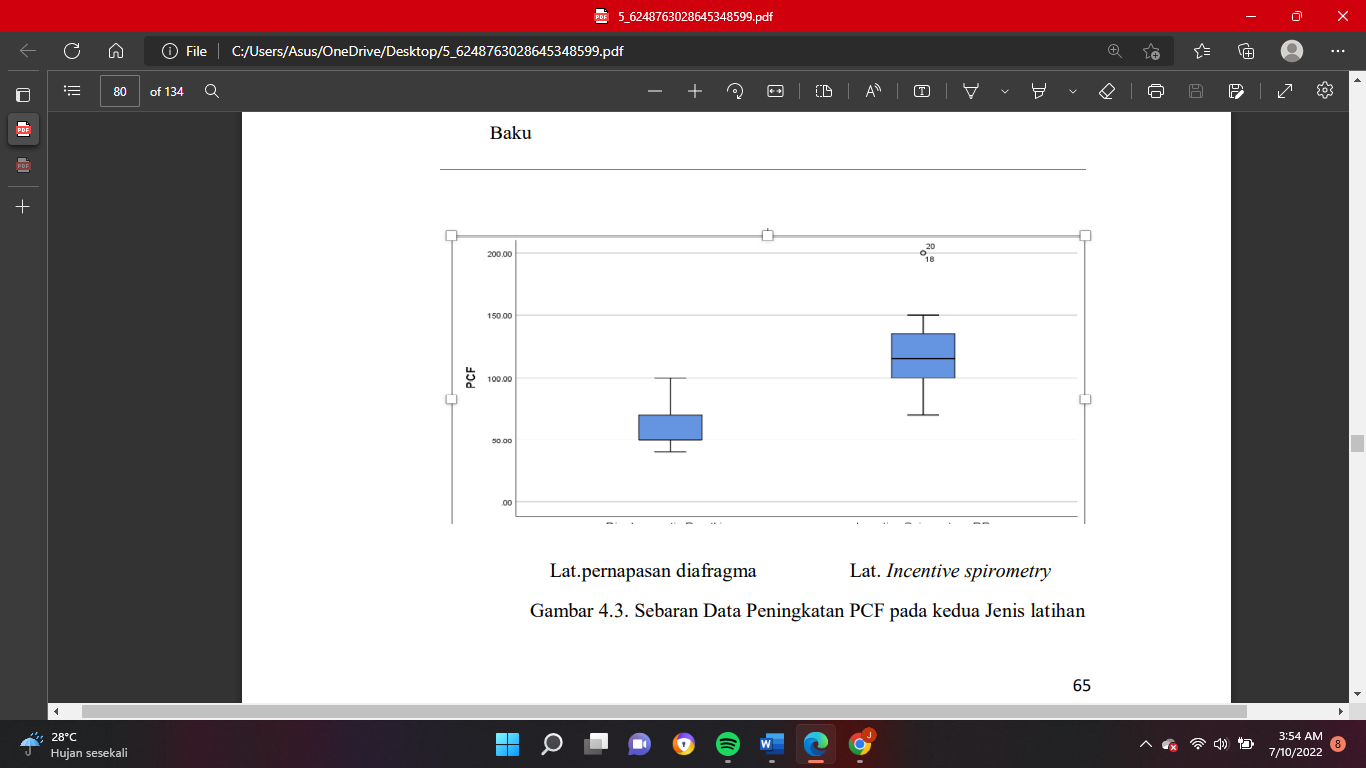 5_6248763028645348599.pdf
File
C:/Users/Asus/OneDrive/Desktop/5_6248763028645348599.pdf
80 of 134
Baku
20
200.00
18
150.00
PCF
100.00
50.00
.00
Lat.pernapasan diafragma Lat. Incentive spirometry
Gambar 4.3. Sebaran Data Peningkatan PCF pada kedua Jenis latihan
65
28°C
Hujan sesekali
3:54 AM
7/10/2022
8